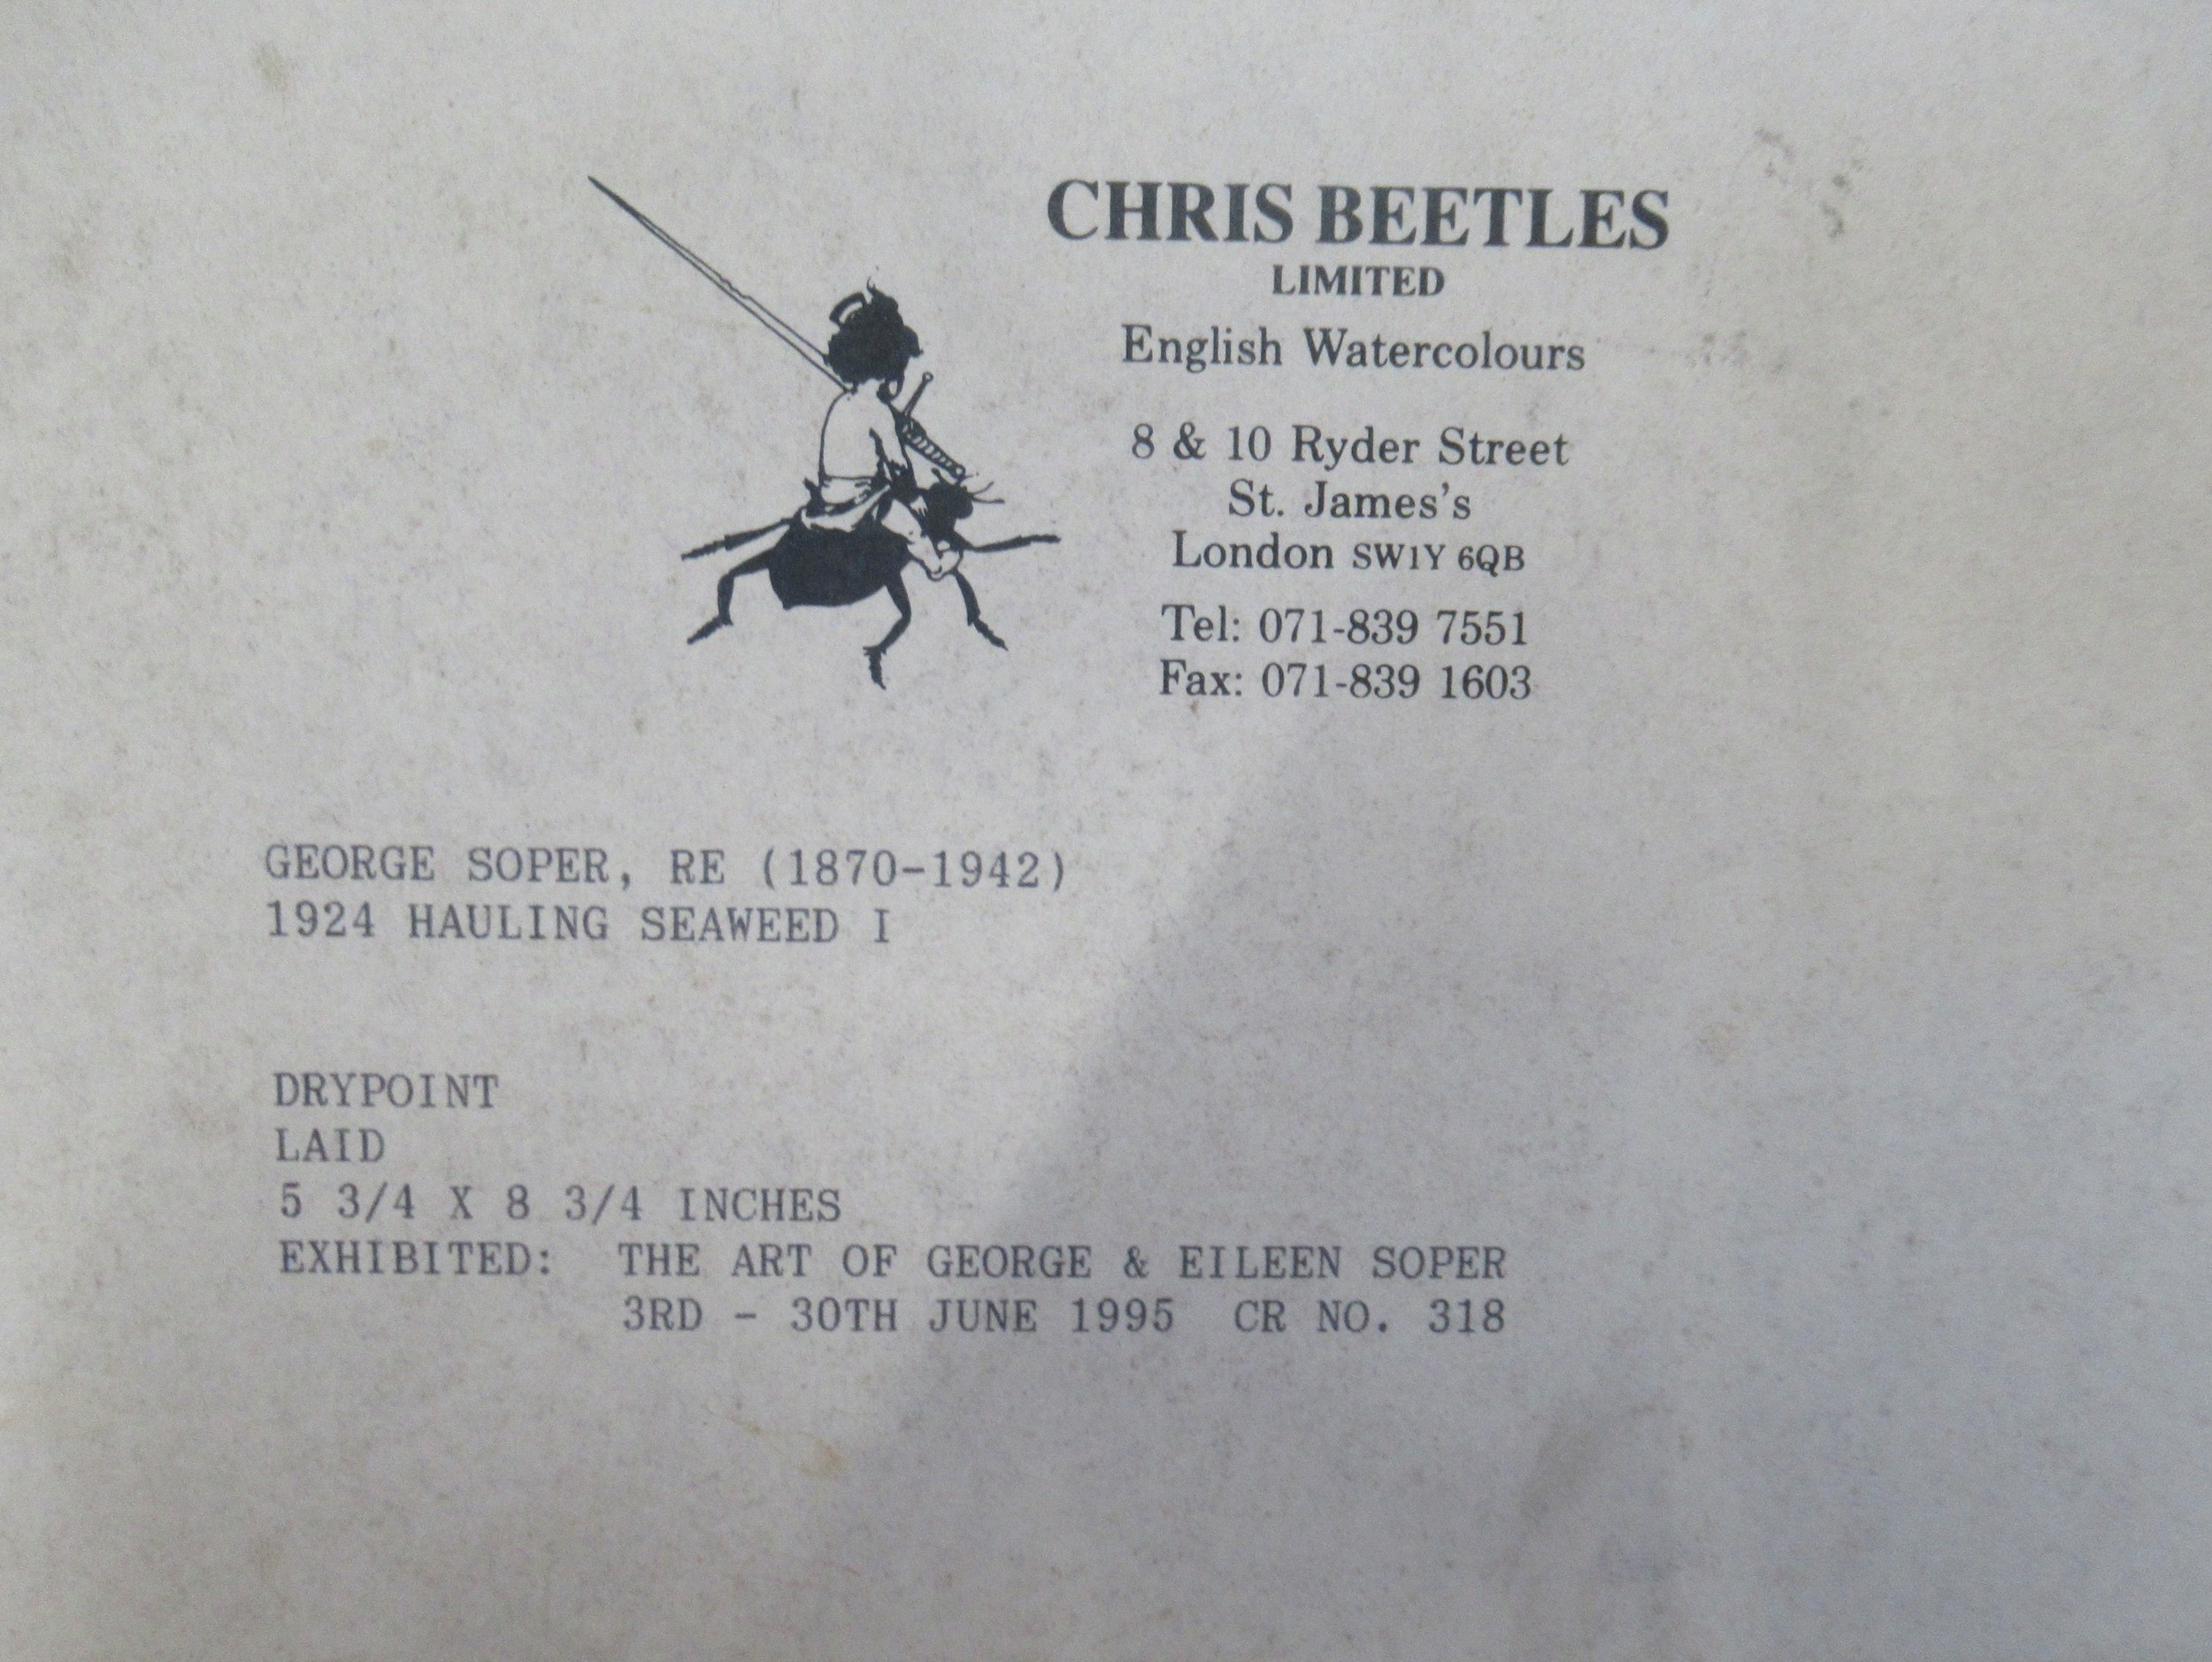 CHRIS BEETLES
LIMITED
English Watercolours
8 & 10 Ryder Street
St. James's
London SW1Y 6QB
Tel: 071-839 7551
Fax: 071-839 1603
GEORGE SOPER, RE (1870-1942)
1924 HAULING SEAWEED I
DRYPOINT
LAID
5 3/4 X 8 3/4 INCHES
EXHIBITED: THE ART OF GEORGE & EILEEN SOPER
3RD - 30TH JUNE 1995 CR NO. 318